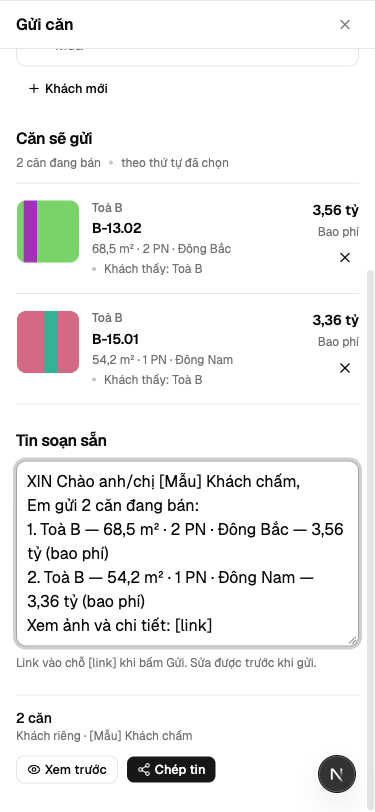 Gửi căn
+ Khách mới
Căn sẽ gửi
2 căn đang bán • theo thứ tự đã chọn
Toà B
B-13.02
68,5 m² · 2 PN · Đông Bắc
• Khách thấy: Toà B
3,56 tỷ
Bao phí
Toà B
B-15.01
54,2 m² · 1 PN · Đông Nam
• Khách thấy: Toà B
3,36 tỷ
Bao phí
Tin soạn sẵn
XIN Chào anh/chị [Mẫu] Khách chấm,
Em gửi 2 căn đang bán:
1. Toà B — 68,5 m² · 2 PN · Đông Bắc — 3,56
tỷ (bao phí)
2. Toà B — 54,2 m² · 1 PN · Đông Nam —
3,36 tỷ (bao phí)
Xem ảnh và chi tiết: [link]
Link vào chỗ [link] khi bấm Gửi. Sửa được trước khi gửi.
2 căn
Khách riêng · [Mẫu] Khách chấm
Xem trước
Chép tin
N